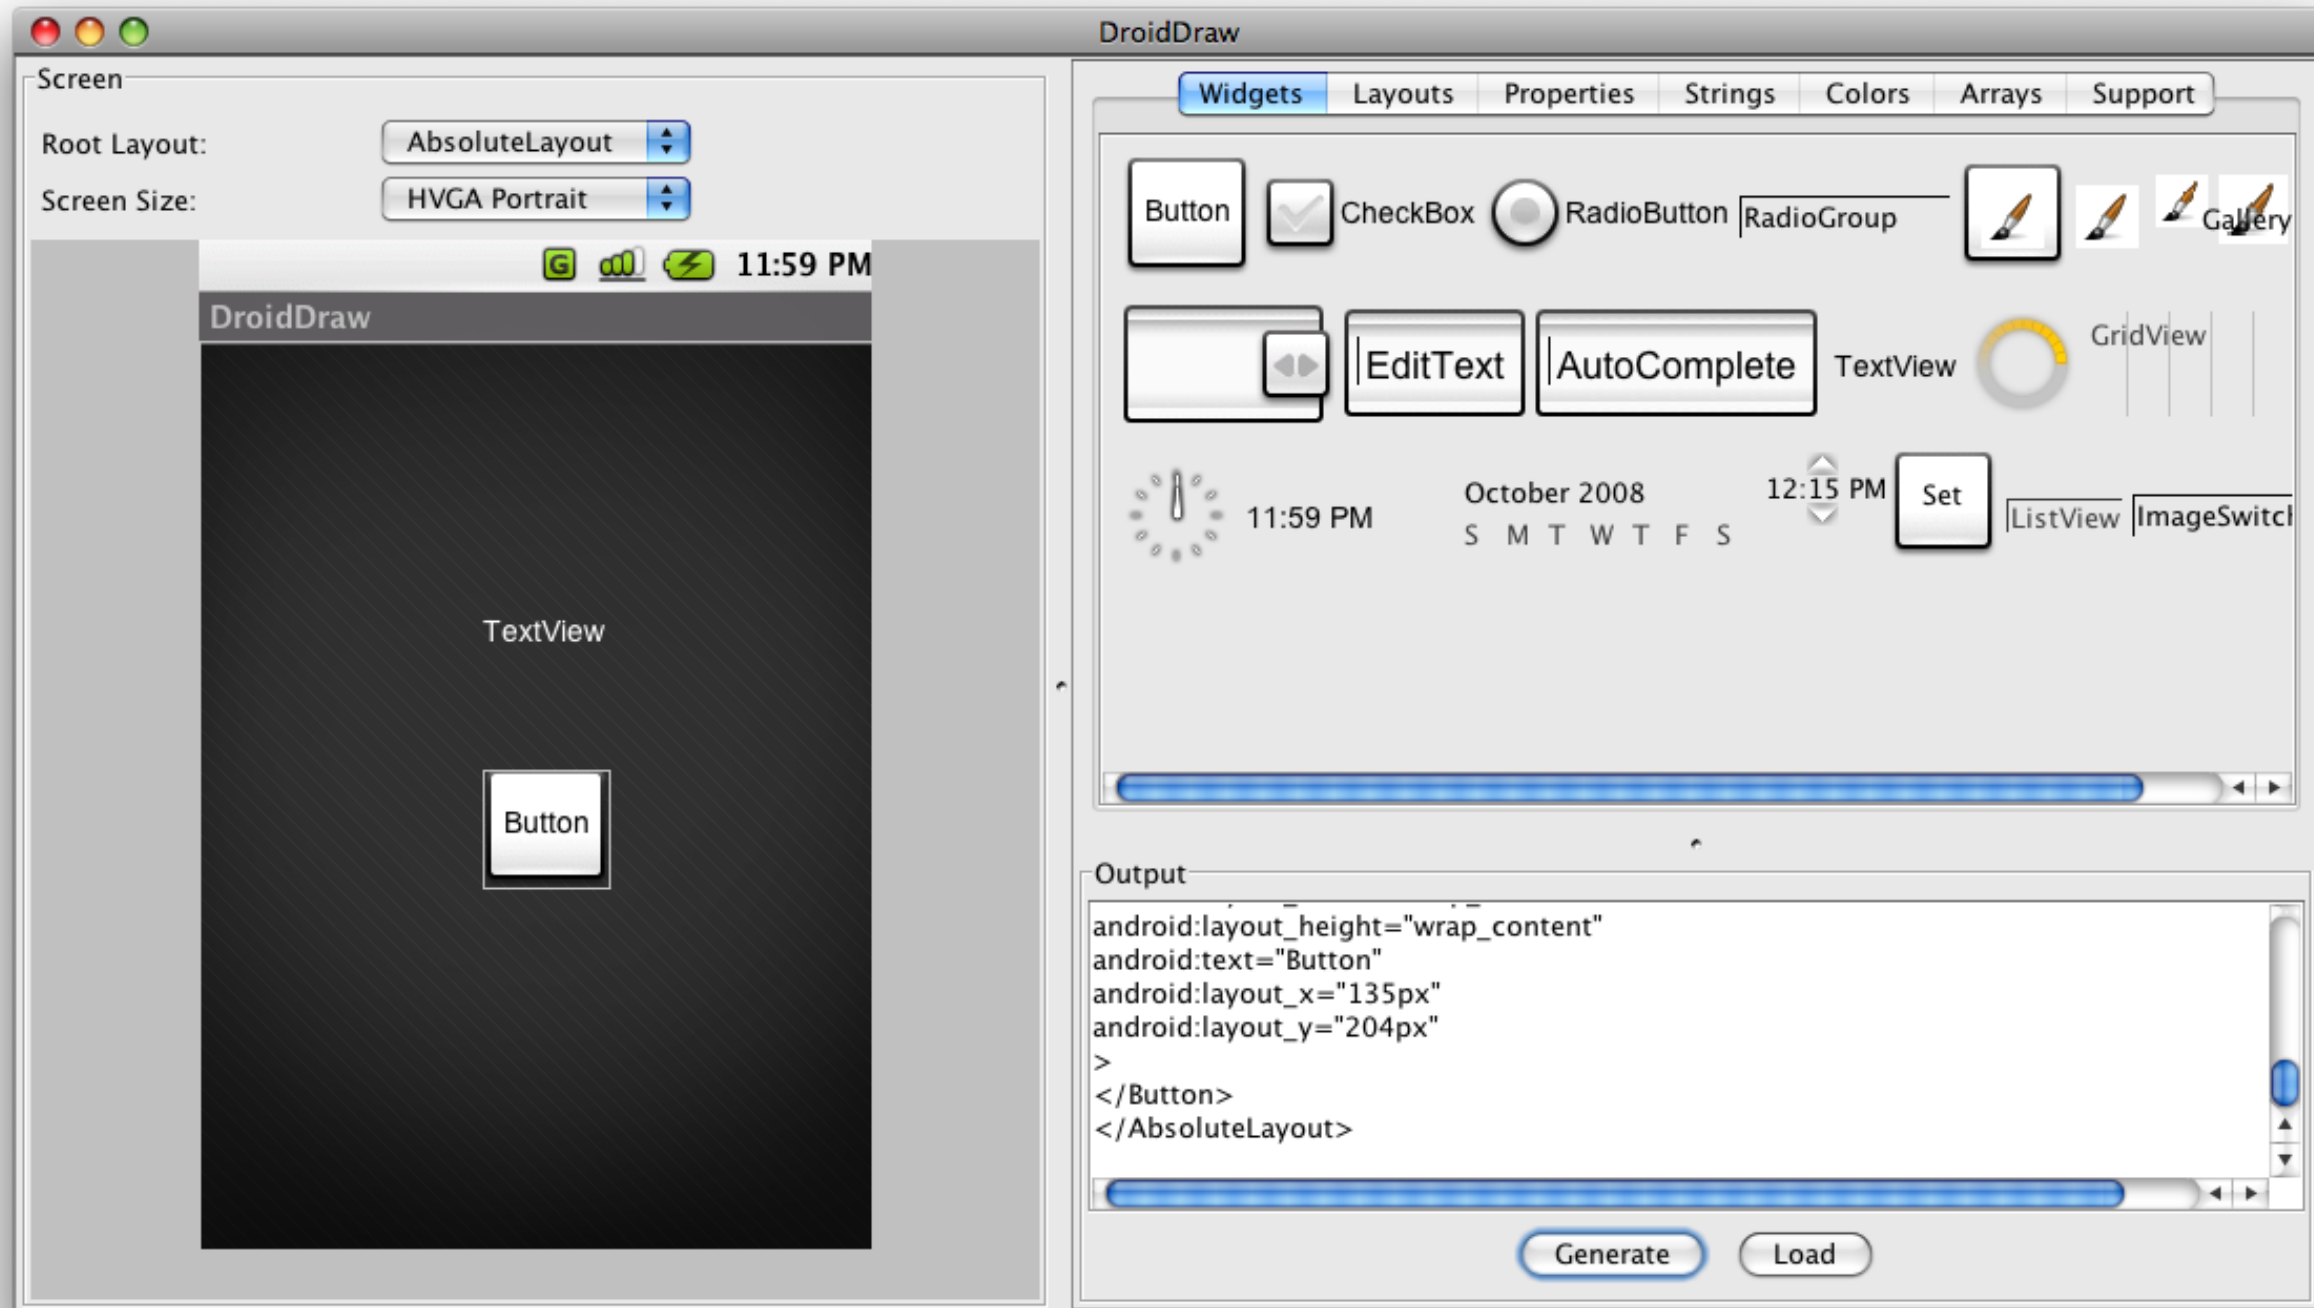 DroidDraw
Screen
Root Layout: AbsoluteLayout
Screen Size: HVGA Portrait
G 11:59 PM
DroidDraw
TextView
Button
Widgets Layouts Properties Strings Colors Arrays Support
Button CheckBox RadioButton RadioGroup Gallery
EditText AutoComplete TextView GridView
11:59 PM October 2008 12:15 PM Set ListView ImageSwitch
S M T W T F S
Output
android:layout_height="wrap_content"
android:text="Button"
android:layout_x="135px"
android:layout_y="204px"
>
</Button>
</AbsoluteLayout>
Generate Load